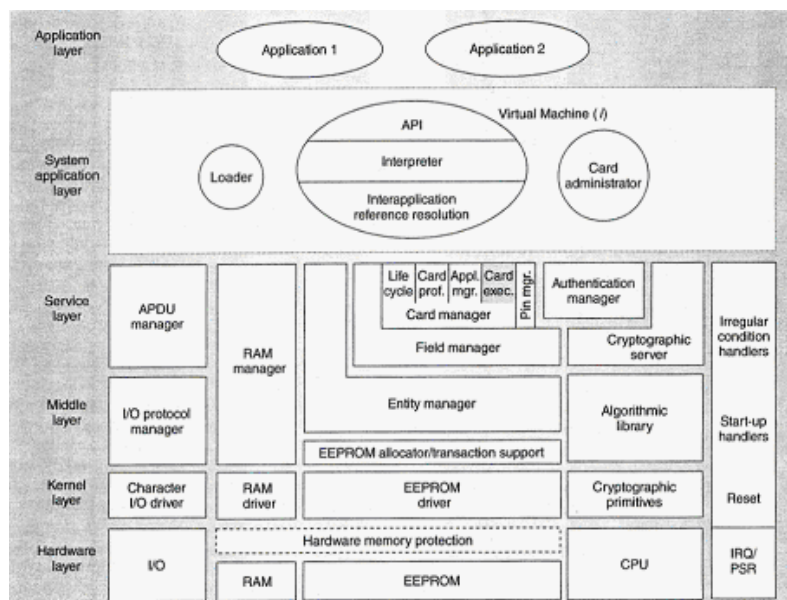 Application
layer
Application 1
Application 2
System
application
layer
Virtual Machine (/)
API
Interpreter
Interapplication
reference resolution
Loader
Card
administrator
Service
layer
APDU
manager
RAM
manager
Life
cycle
Card
prof.
Appl.
mgr.
Card
exec.
Pin mgr.
Card manager
Field manager
Authentication
manager
Cryptographic
server
Irregular
condition
handlers
Middle
layer
I/O protocol
manager
Entity manager
EEPROM allocator/transaction support
Algorithmic
library
Start-up
handlers
Kernel
layer
Character
I/O driver
RAM
driver
EEPROM
driver
Cryptographic
primitives
Reset
Hardware
layer
I/O
Hardware memory protection
RAM
EEPROM
CPU
IRQ/
PSR